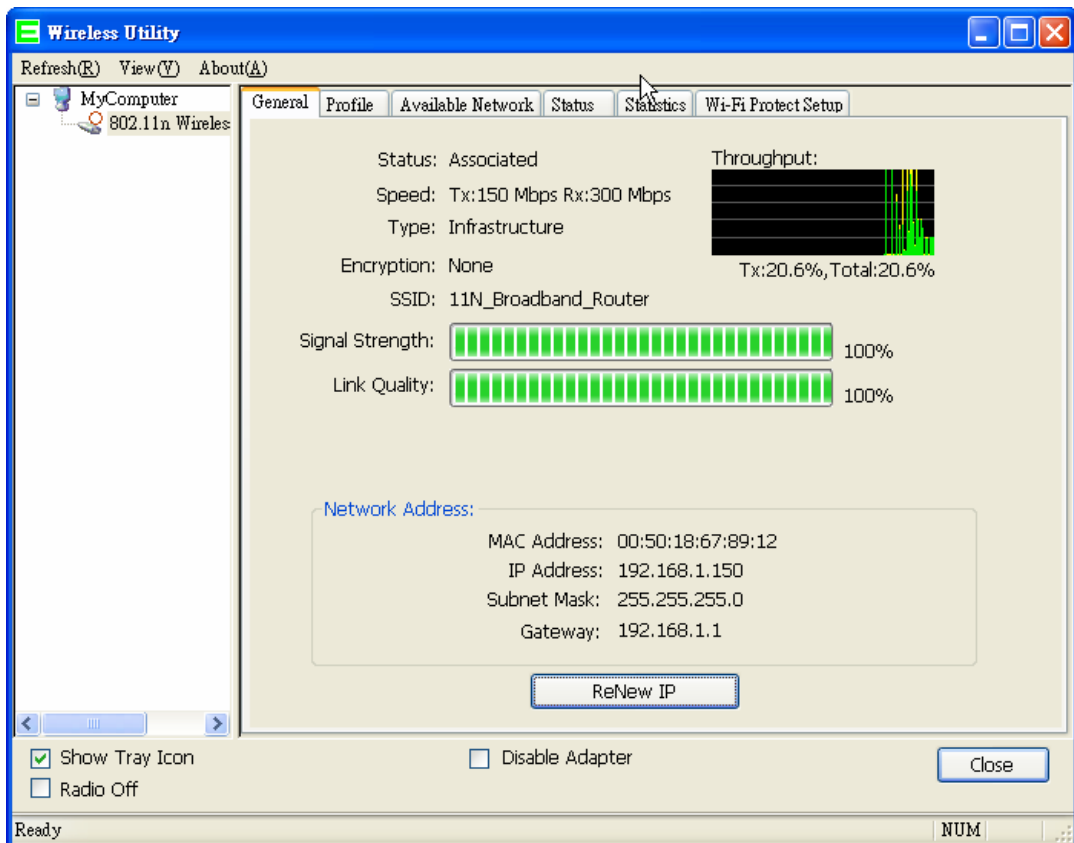 Wireless Utility
Refresh(R) View(V) About(A)
MyComputer
802.11n Wireles
General Profile Available Network Status Statistics Wi-Fi Protect Setup
Status: Associated
Throughput:
Speed: Tx:150 Mbps Rx:300 Mbps
Type: Infrastructure
Encryption: None
Tx:20.6%,Total:20.6%
SSID: 11N_Broadband_Router
Signal Strength: 100%
Link Quality: 100%
Network Address:
MAC Address: 00:50:18:67:89:12
IP Address: 192.168.1.150
Subnet Mask: 255.255.255.0
Gateway: 192.168.1.1
ReNew IP
Show Tray Icon
Disable Adapter
Close
Radio Off
Ready
NUM